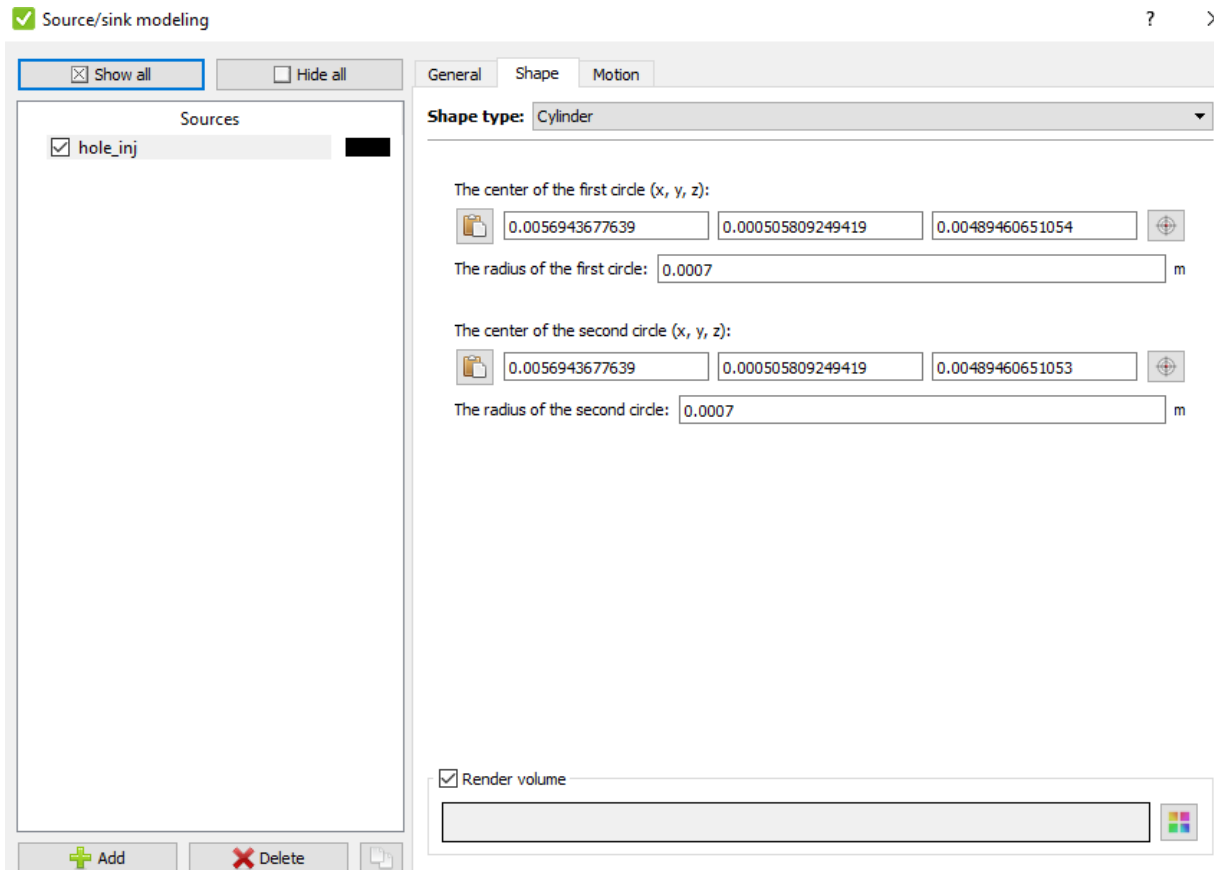 Source/sink modeling
?
Show all
Hide all
General
Shape
Motion
Sources
hole_inj
Shape type: Cylinder
The center of the first circle (x, y, z):
0.0056943677639
0.000505809249419
0.00489460651054
The radius of the first circle: 0.0007 m
The center of the second circle (x, y, z):
0.0056943677639
0.000505809249419
0.00489460651053
The radius of the second circle: 0.0007 m
Render volume
Add
Delete